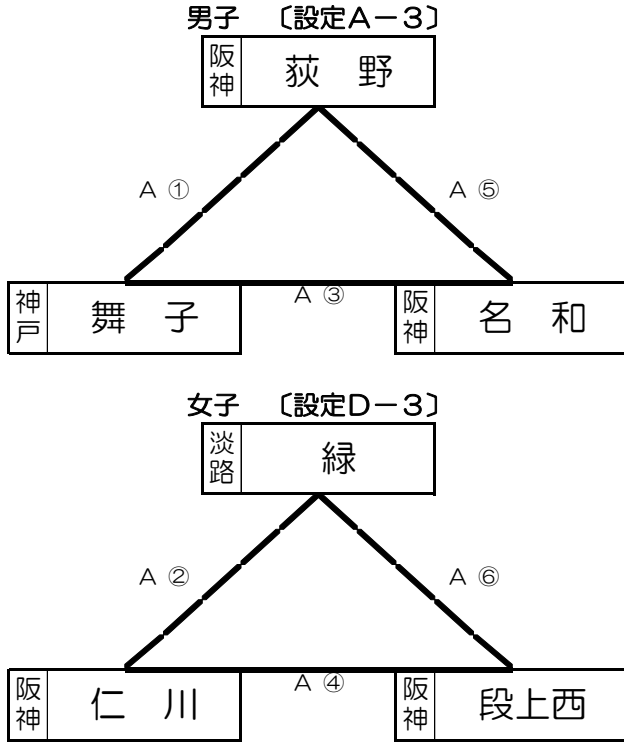 男子　〔設定A－3〕
阪神　荻　野
A ①
A ⑤
A ③
神戸　舞　子
阪神　名　和
女子　〔設定D－3〕
淡路　緑
A ②
A ⑥
A ④
阪神　仁　川
阪神　段上西